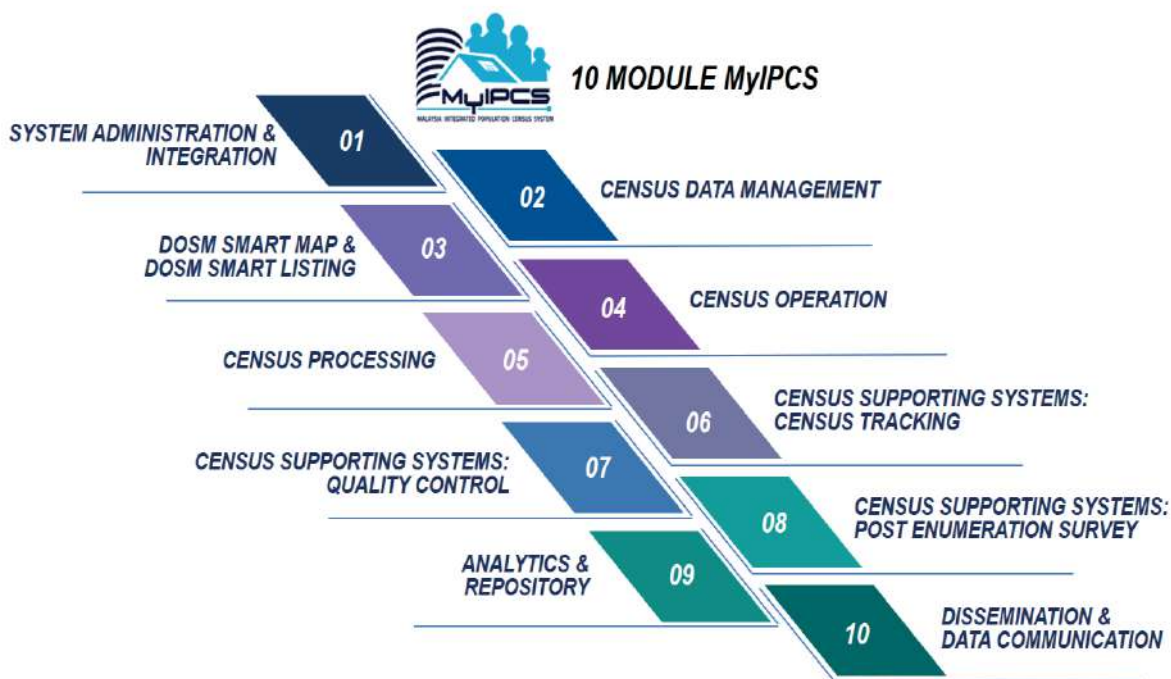 MyIPCS
MALAYSIA INTEGRATED POPULATION CENSUS SYSTEM
10 MODULE MyIPCS
SYSTEM ADMINISTRATION &
INTEGRATION
01
02
CENSUS DATA MANAGEMENT
DOSM SMART MAP &
DOSM SMART LISTING
03
04
CENSUS OPERATION
CENSUS PROCESSING
05
06
CENSUS SUPPORTING SYSTEMS:
CENSUS TRACKING
CENSUS SUPPORTING SYSTEMS:
QUALITY CONTROL
07
08
CENSUS SUPPORTING SYSTEMS:
POST ENUMERATION SURVEY
ANALYTICS &
REPOSITORY
09
10
DISSEMINATION &
DATA COMMUNICATION